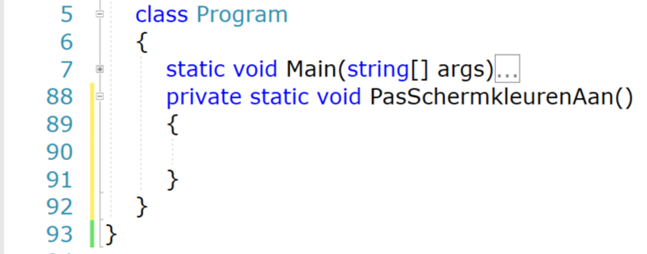 5 class Program
6 {
7 static void Main(string[] args)...
88 private static void PasSchermkleurenAan()
89 {
90
91 }
92 }
93 }